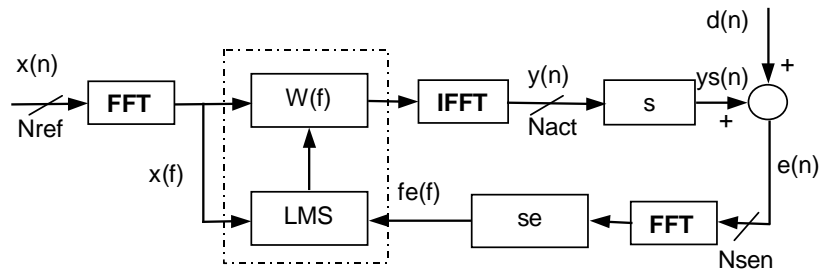 d(n)
x(n)
y(n)
ys(n)
+
FFT
W(f)
IFFT
s
Nref
Nact
+
x(f)
fe(f)
e(n)
LMS
se
FFT
Nsen